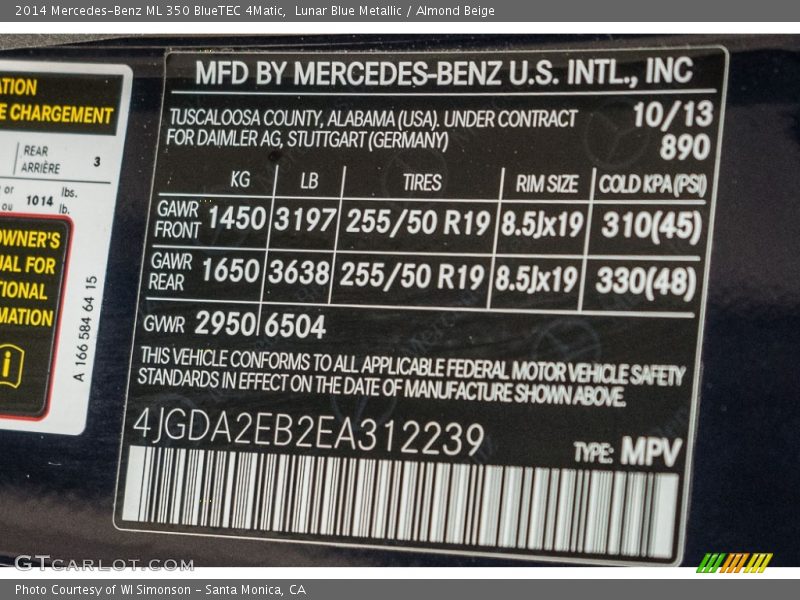 2014 Mercedes-Benz ML 350 BlueTEC 4Matic, Lunar Blue Metallic / Almond Beige
ATION
E CHARGEMENT
REAR
ARRIÈRE
3
or
ou
1014
lbs.
lb.
OWNER'S
UAL FOR
TIONAL
MATION
i
A 166 584 64 15
MFD BY MERCEDES-BENZ U.S. INTL., INC
TUSCALOOSA COUNTY, ALABAMA (USA). UNDER CONTRACT
FOR DAIMLER AG, STUTTGART (GERMANY)
10/13
890
KG LB TIRES RIM SIZE COLD KPA(PSI)
GAWR
FRONT
1450 3197 255/50 R19 8.5Jx19 310(45)
GAWR
REAR
1650 3638 255/50 R19 8.5Jx19 330(48)
GVWR 2950 6504
THIS VEHICLE CONFORMS TO ALL APPLICABLE FEDERAL MOTOR VEHICLE SAFETY
STANDARDS IN EFFECT ON THE DATE OF MANUFACTURE SHOWN ABOVE.
4JGDA2EB2EA312239
TYPE: MPV
GTcarlot.com
Photo Courtesy of WI Simonson - Santa Monica, CA